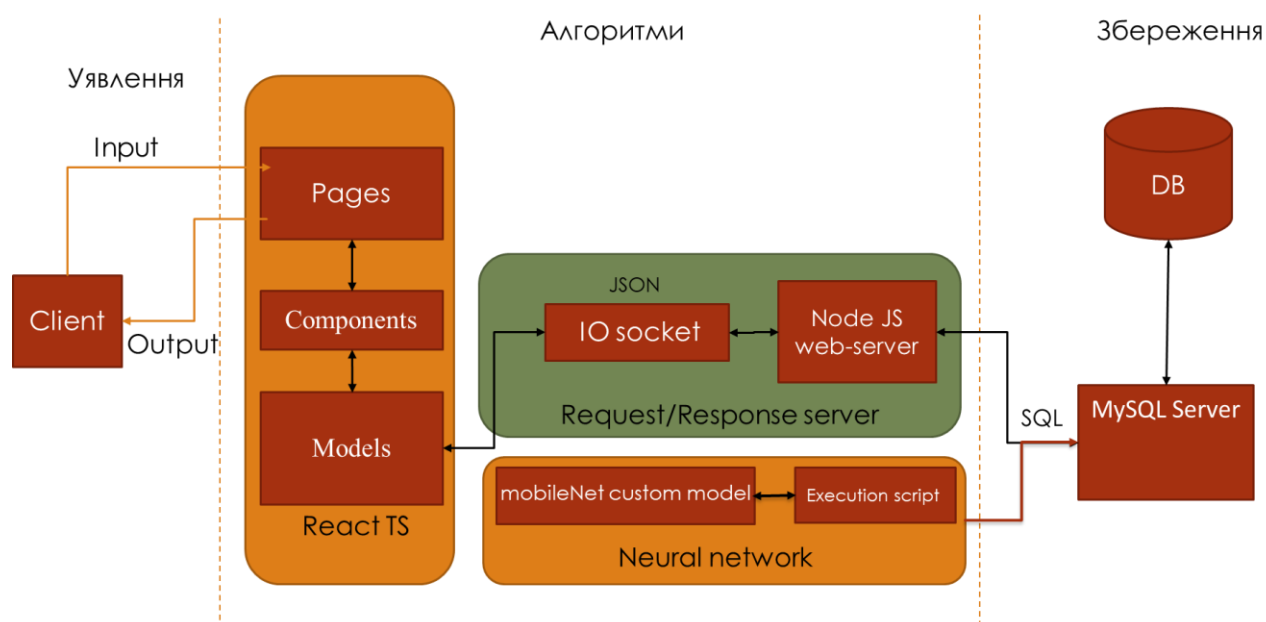 Алгоритми
Збереження
Уявлення
Input
Pages
DB
Client
Components
JSON
IO socket
Node JS
web-server
Output
Request/Response server
SQL
MySQL Server
Models
mobileNet custom model
Execution script
React TS
Neural network